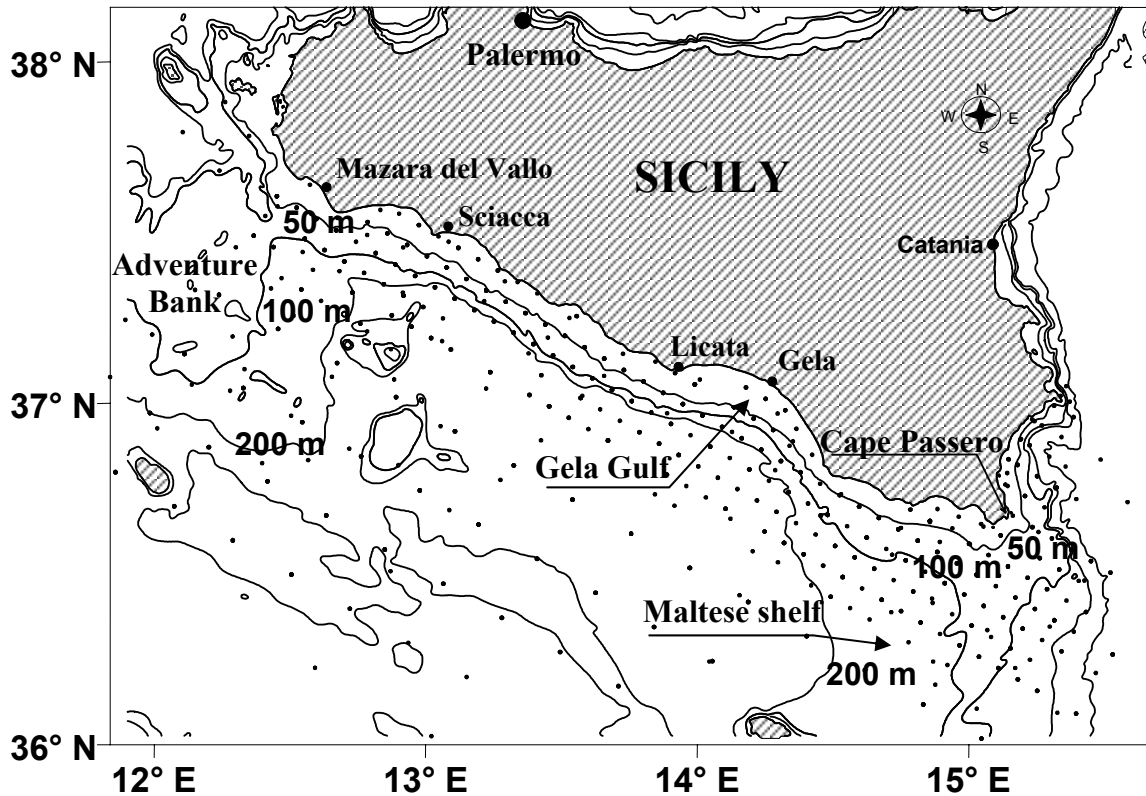 38° N
Palermo
N
W E
S
Mazara del Vallo
SICILY
50 m
Sciacca
Catania
Adventure
Bank
100 m
Licata
Gela
37° N
200 m
Cape Passero
Gela Gulf
50 m
100 m
Maltese shelf
200 m
36° N
12° E 13° E 14° E 15° E